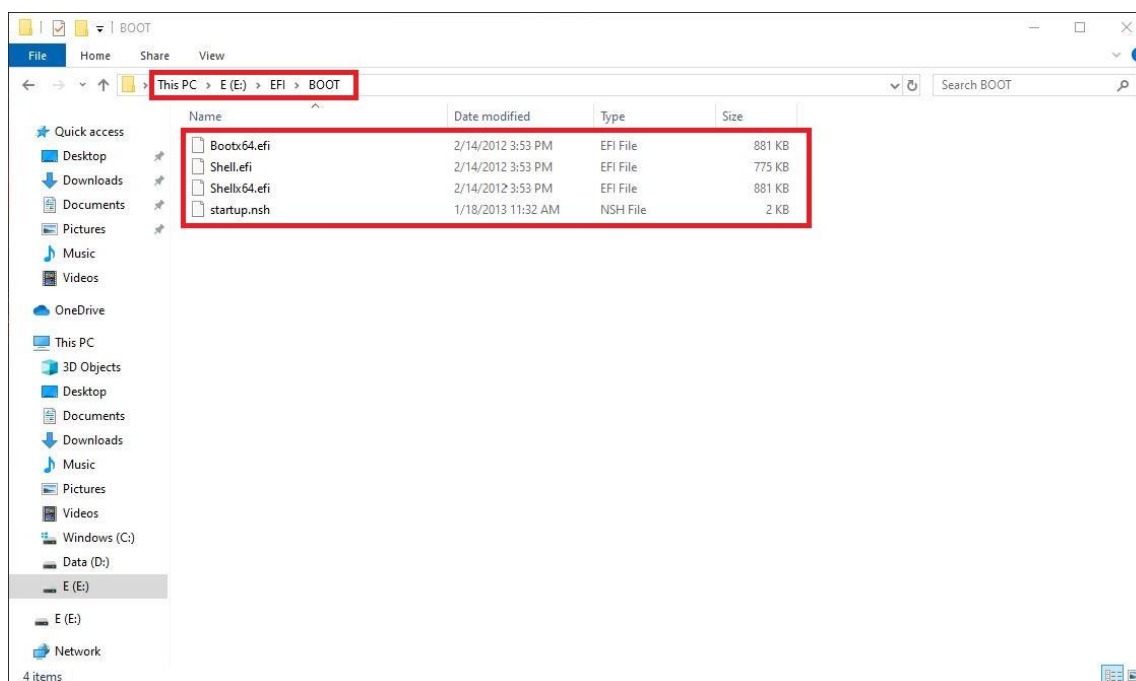 BOOT
File Home Share View
This PC > E (E:) > EFI > BOOT
Search BOOT
Name Date modified Type Size
Bootx64.efi 2/14/2012 3:53 PM EFI File 881 KB
Shell.efi 2/14/2012 3:53 PM EFI File 775 KB
Shellx64.efi 2/14/2012 3:53 PM EFI File 881 KB
startup.nsh 1/18/2013 11:32 AM NSH File 2 KB
Quick access
Desktop
Downloads
Documents
Pictures
Music
Videos
OneDrive
This PC
3D Objects
Desktop
Documents
Downloads
Music
Pictures
Videos
Windows (C:)
Data (D:)
E (E:)
E (E:)
Network
4 items